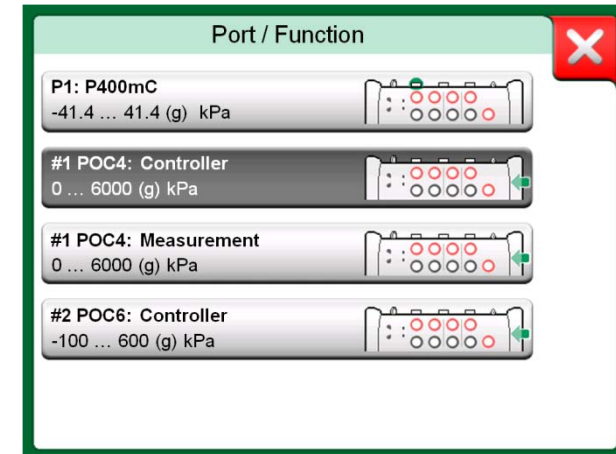 Port / Function
P1: P400mC
-41.4 ... 41.4 (g) kPa
#1 POC4: Controller
0 ... 6000 (g) kPa
#1 POC4: Measurement
0 ... 6000 (g) kPa
#2 POC6: Controller
-100 ... 600 (g) kPa